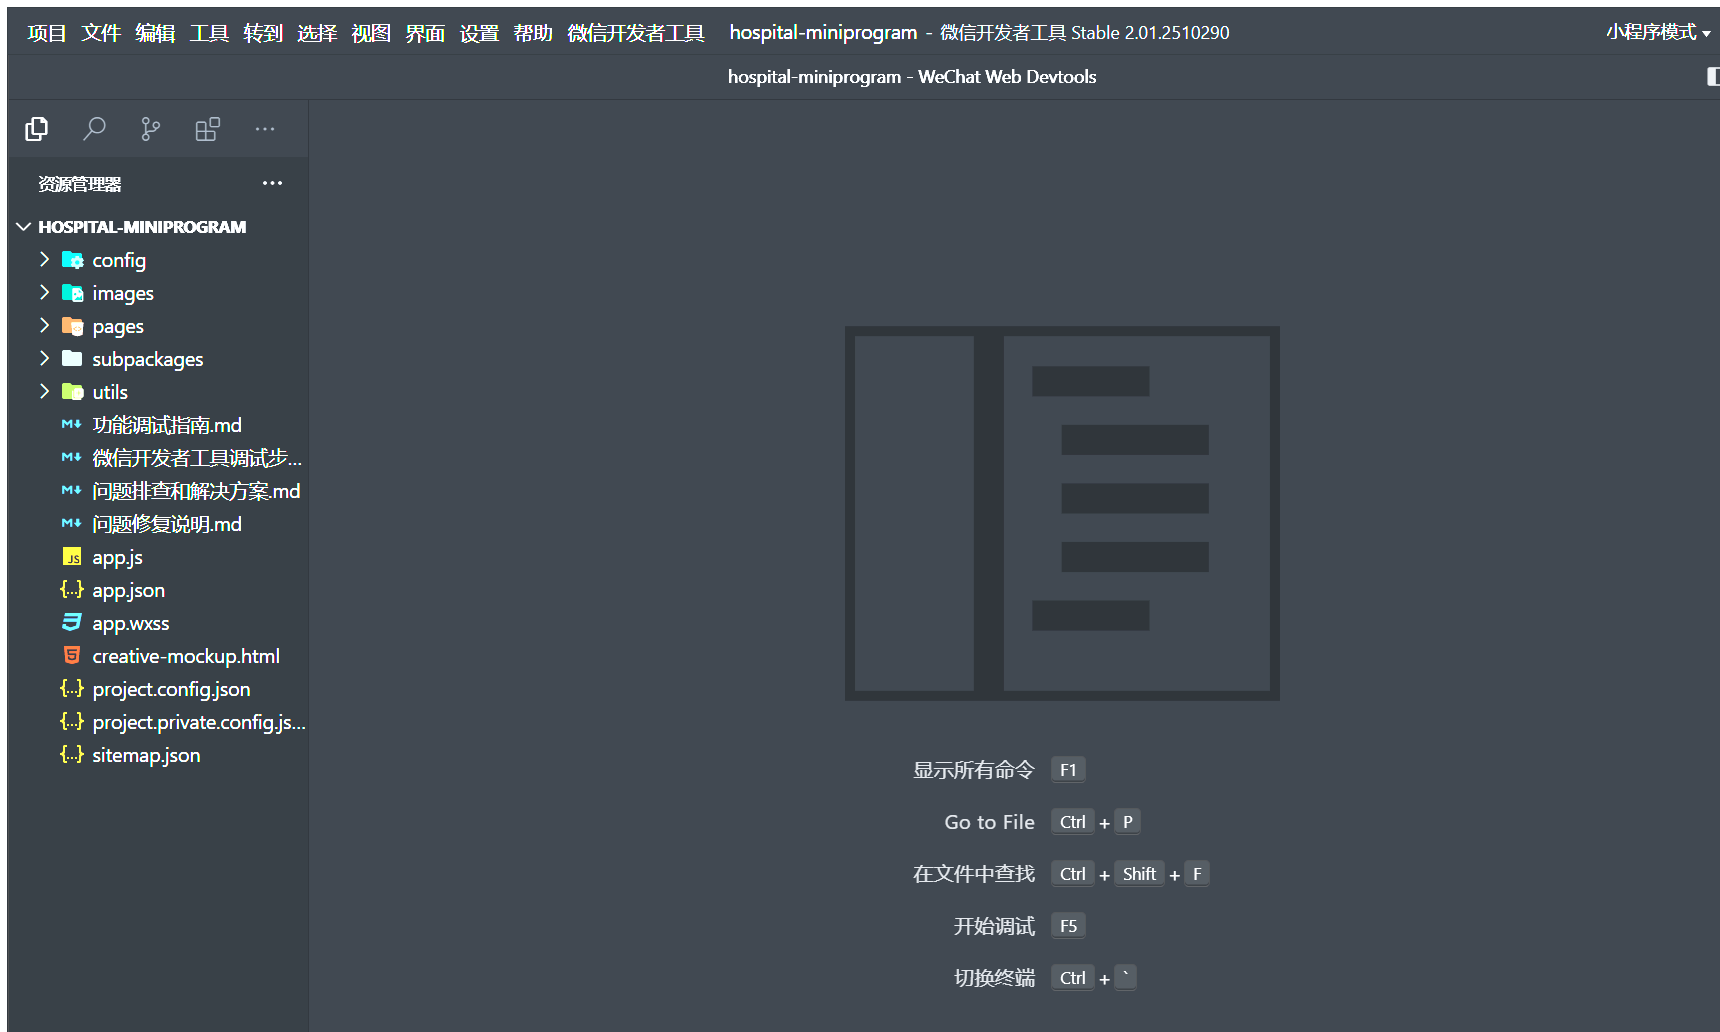 项目 文件 编辑 工具 转到 选择 视图 界面 设置 帮助 微信开发者工具 hospital-miniprogram - 微信开发者工具 Stable 2.01.2510290 小程序模式
hospital-miniprogram - WeChat Web Devtools
资源管理器
HOSPITAL-MINIPROGRAM
config
images
pages
subpackages
utils
功能调试指南.md
微信开发者工具调试步...
问题排查和解决方案.md
问题修复说明.md
JS app.js
{..} app.json
app.wxss
5 creative-mockup.html
{..} project.config.json
{..} project.private.config.js...
{..} sitemap.json
显示所有命令 F1
Go to File Ctrl + P
在文件中查找 Ctrl + Shift + F
开始调试 F5
切换终端 Ctrl + `